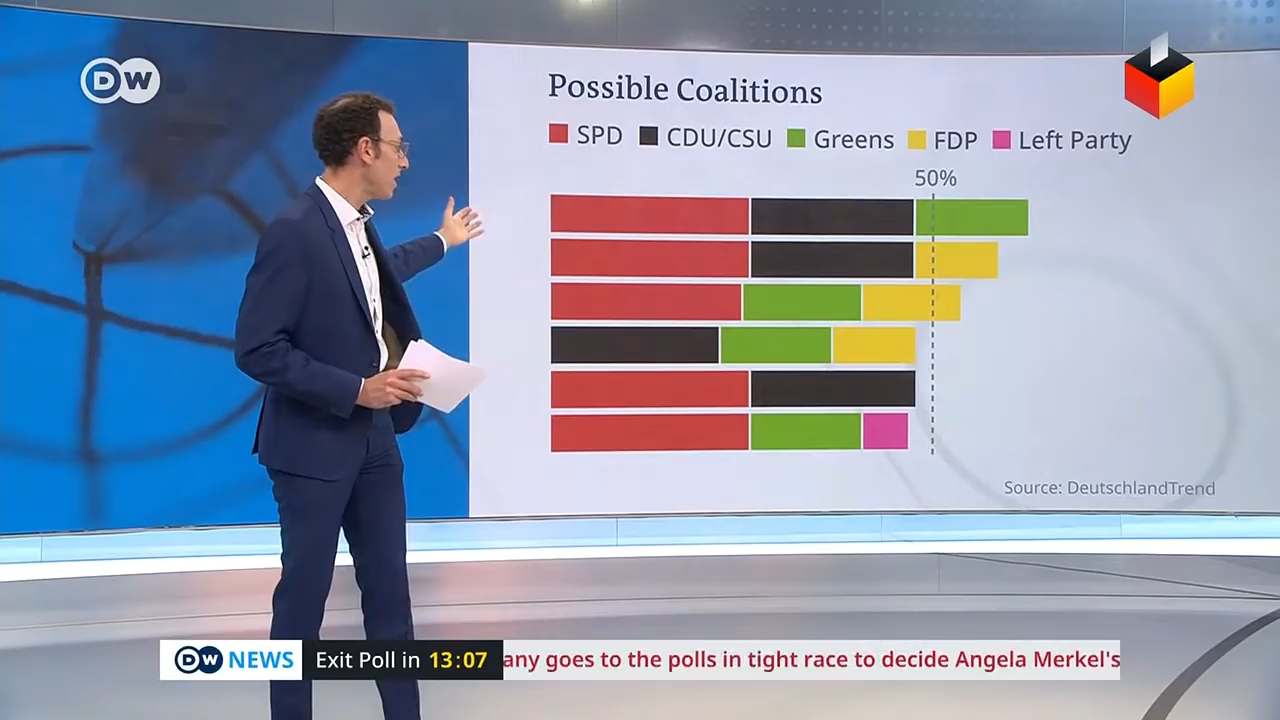 DW
Possible Coalitions
SPD CDU/CSU Greens FDP Left Party
50%
Source: DeutschlandTrend
DW NEWS Exit Poll in 13:07 any goes to the polls in tight race to decide Angela Merkel's